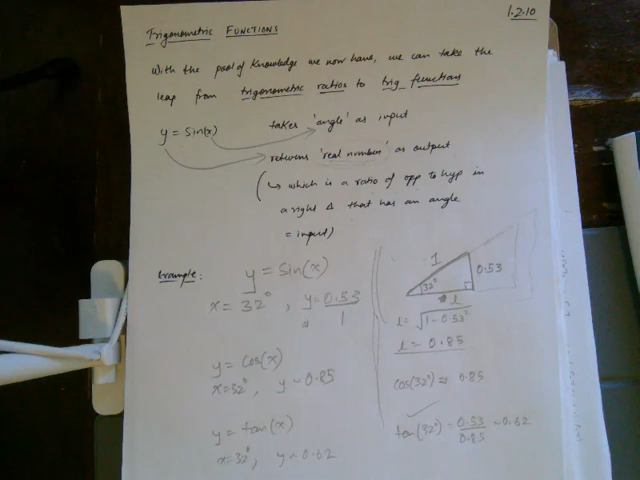 1.2.10
Trigonometric FUNCTIONS
With the pool of knowledge we now have, we can take the
leap from trigonometric ratios to trig functions
y = sin(x) takes 'angle' as input
returns 'real number' as output
(↳ which is a ratio of opp to hyp in
a right Δ that has an angle
= input)
Example:
y = sin(x)
x = 32°, y = 0.53
1
y = cos(x)
x=32°, y ~ 0.85
y = tan(x)
x=32°, y ~ 0.62
1
0.53
32°
l
l = √1-0.53²
l ~ 0.85
cos(32°) ≈ 0.85
tan(32°) = 0.53/0.85 ~0.62